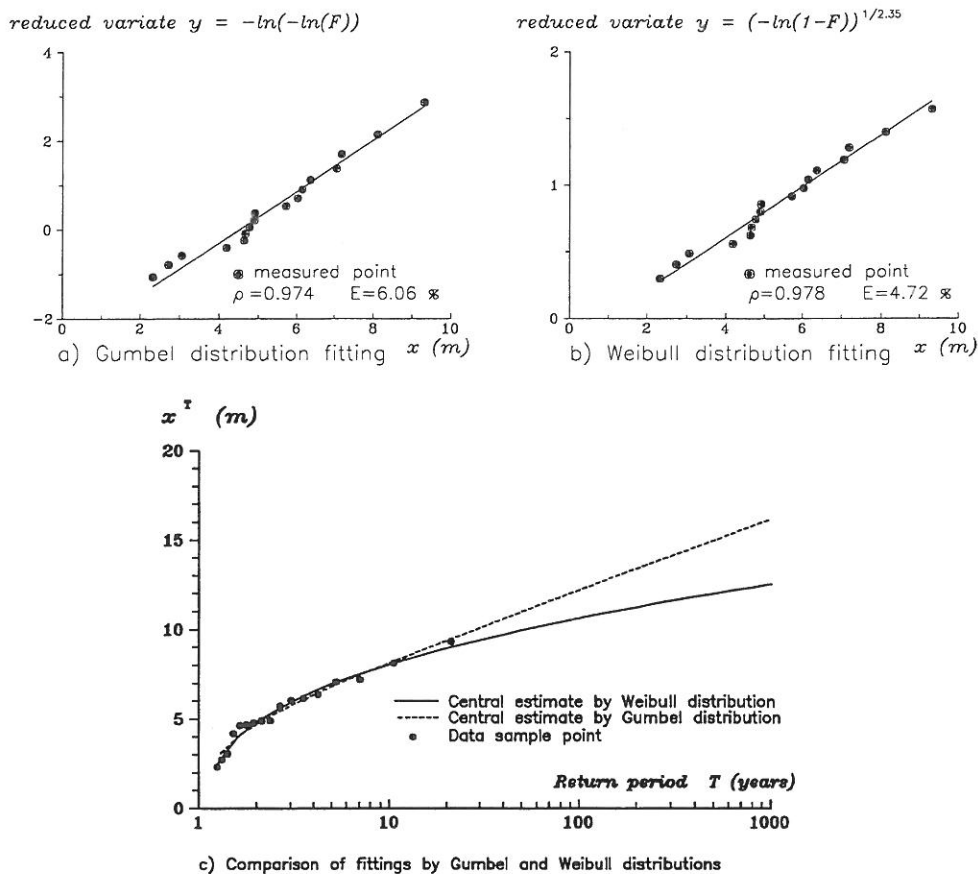 reduced variate y = -ln(-ln(F))
4
2
0
-2
measured point
ρ=0.974 E=6.06 %
0 2 4 6 8 10
a) Gumbel distribution fitting x (m)
reduced variate y = (-ln(1-F))^1/2.35
2
1
0
measured point
ρ=0.978 E=4.72 %
0 2 4 6 8 10
b) Weibull distribution fitting x (m)
x^T (m)
20
15
10
5
0
Central estimate by Weibull distribution
Central estimate by Gumbel distribution
Data sample point
Return period T (years)
1 10 100 1000
c) Comparison of fittings by Gumbel and Weibull distributions